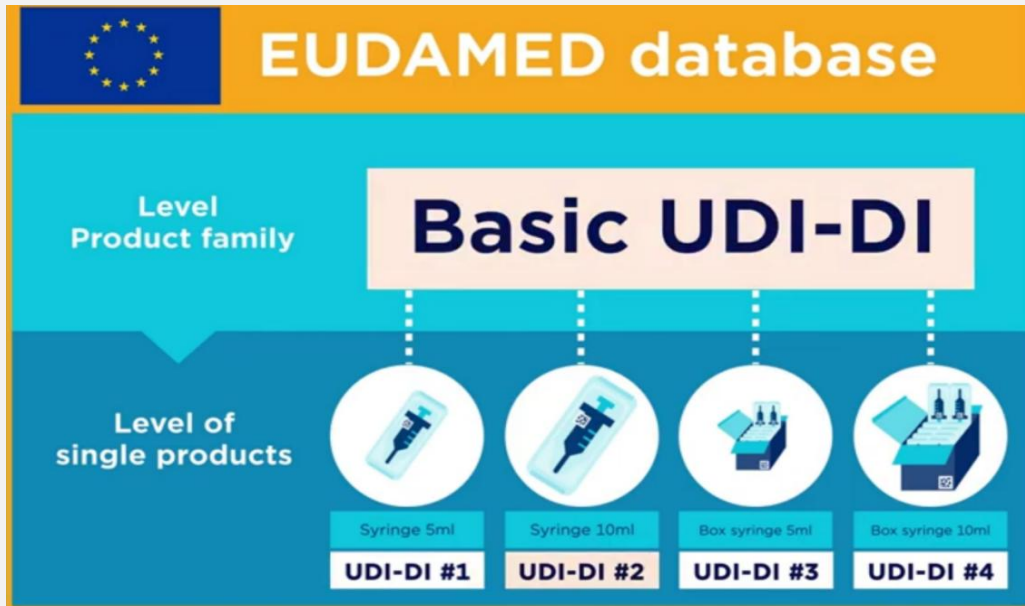 EUDAMED database
Level
Product family
Basic UDI-DI
Level of
single products
Syringe 5ml
Syringe 10ml
Box syringe 5ml
Box syringe 10ml
UDI-DI #1
UDI-DI #2
UDI-DI #3
UDI-DI #4